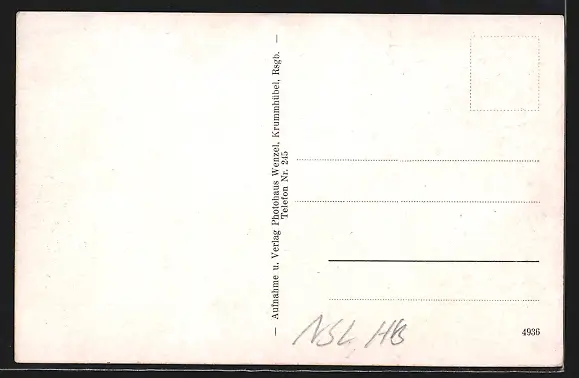 — Aufnahme u. Verlag Photohaus Wenzel, Krummhübel, Rsgb. —
Telefon Nr. 245
NSL, HB
4936